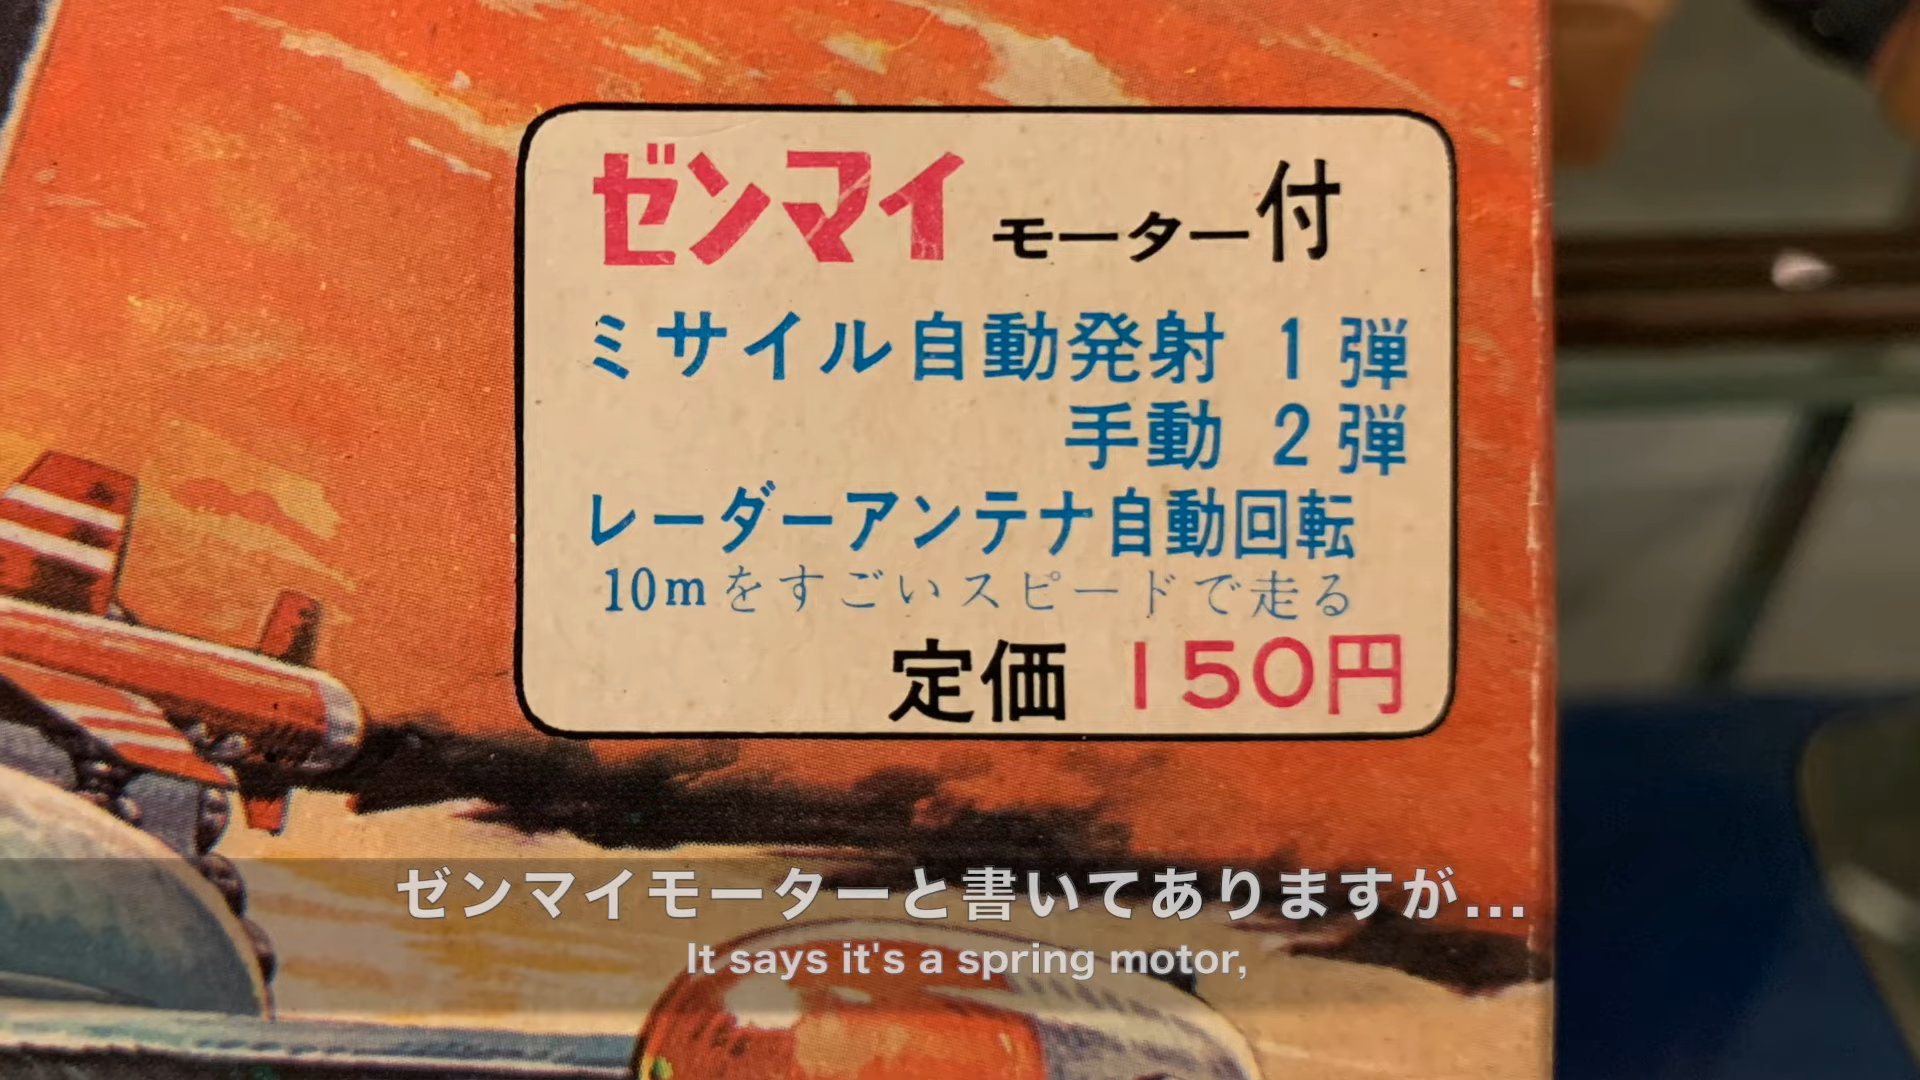 ゼンマイモーター付
ミサイル自動発射 1弾
手動 2弾
レーダーアンテナ自動回転
10mをすごいスピードで走る
定価 150円
ゼンマイモーターと書いてありますが...
It says it's a spring motor,